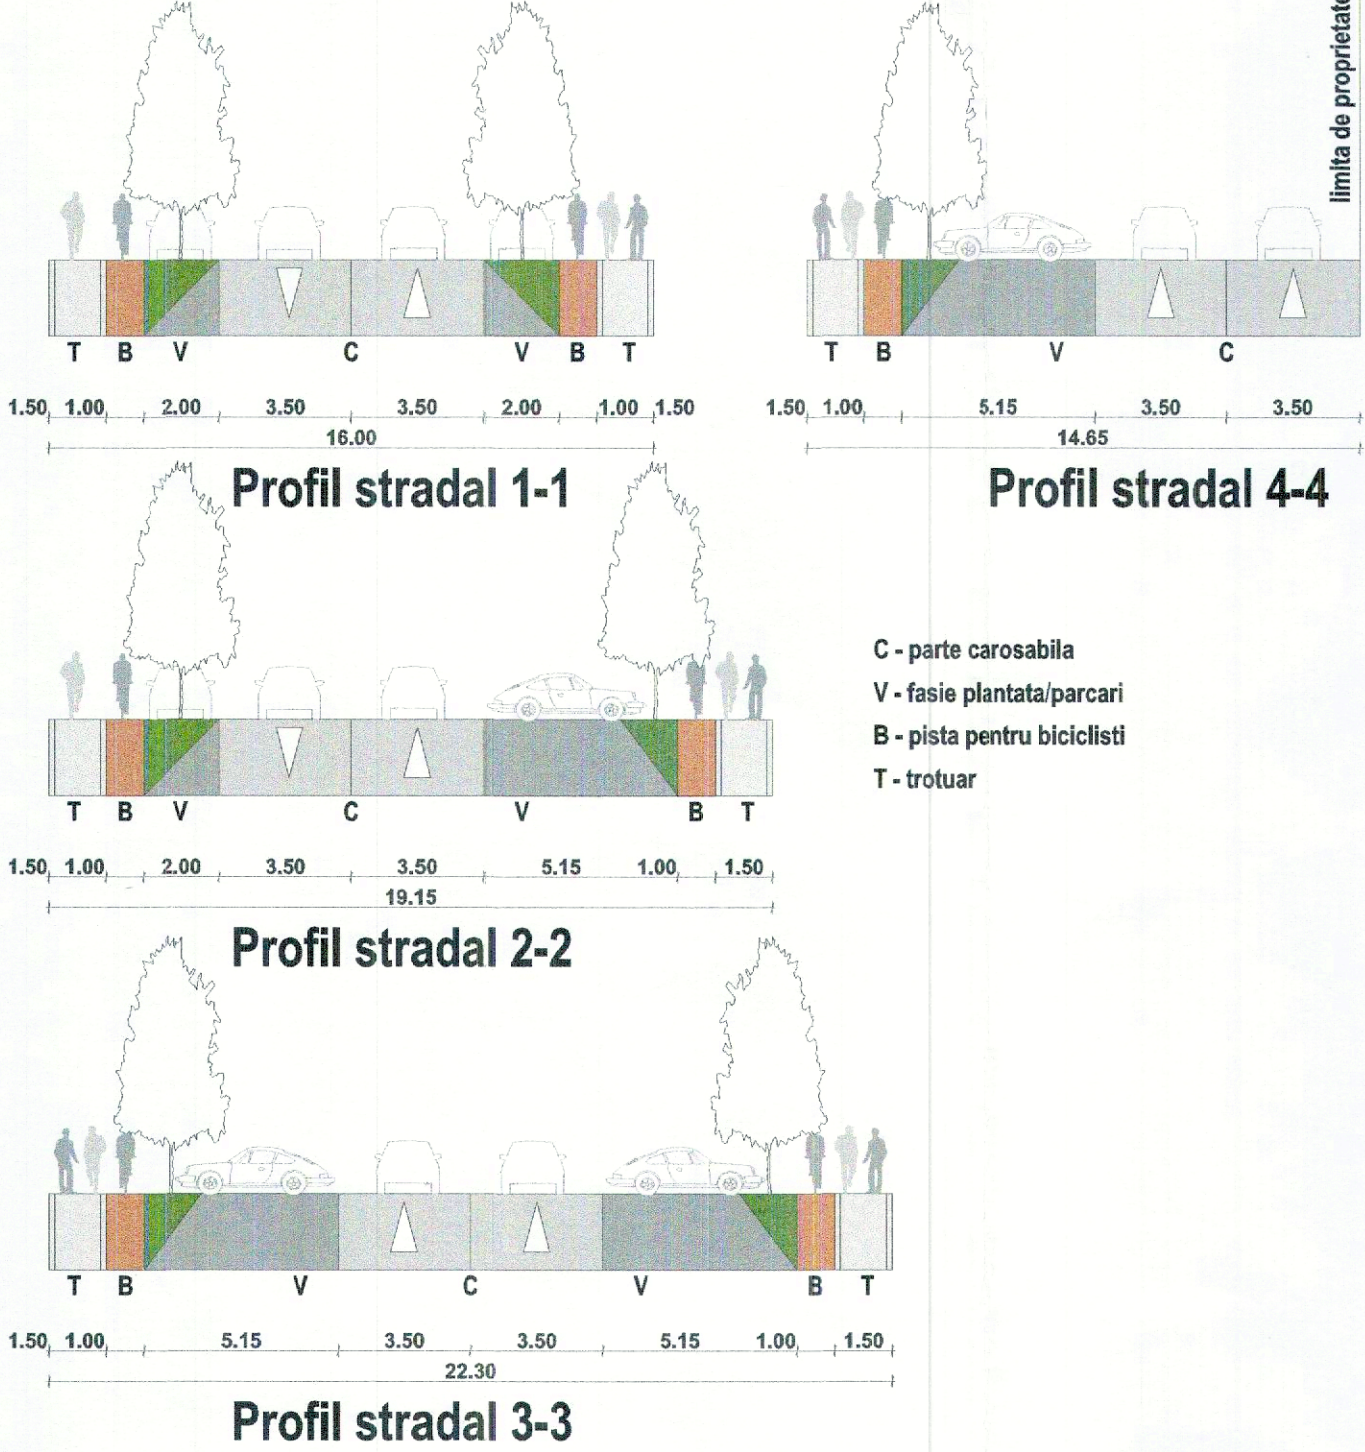 T B V C V B T
1.50 1.00 2.00 3.50 3.50 2.00 1.00 1.50
16.00
Profil stradal 1-1
limita de proprietate
T B V C
1.50 1.00 5.15 3.50 3.50
14.65
Profil stradal 4-4
T B V C V B T
1.50 1.00 2.00 3.50 3.50 5.15 1.00 1.50
19.15
Profil stradal 2-2
C - parte carosabila
V - fasie plantata/parcari
B - pista pentru biciclisti
T - trotuar
T B V C V B T
1.50 1.00 5.15 3.50 3.50 5.15 1.00 1.50
22.30
Profil stradal 3-3